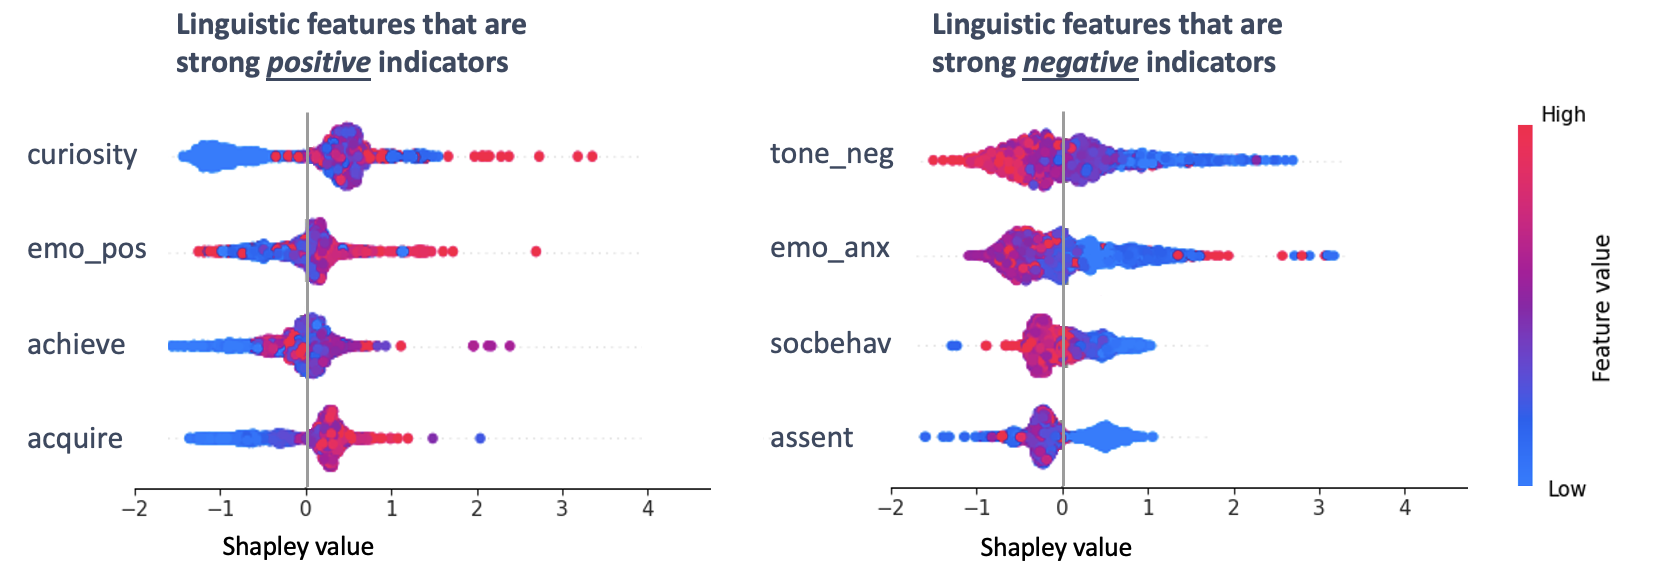 Linguistic features that are
strong positive indicators
curiosity
emo_pos
achieve
acquire
−2 −1 0 1 2 3 4
Shapley value
Linguistic features that are
strong negative indicators
tone_neg
emo_anx
socbehav
assent
−2 −1 0 1 2 3 4
Shapley value
High
Feature value
Low